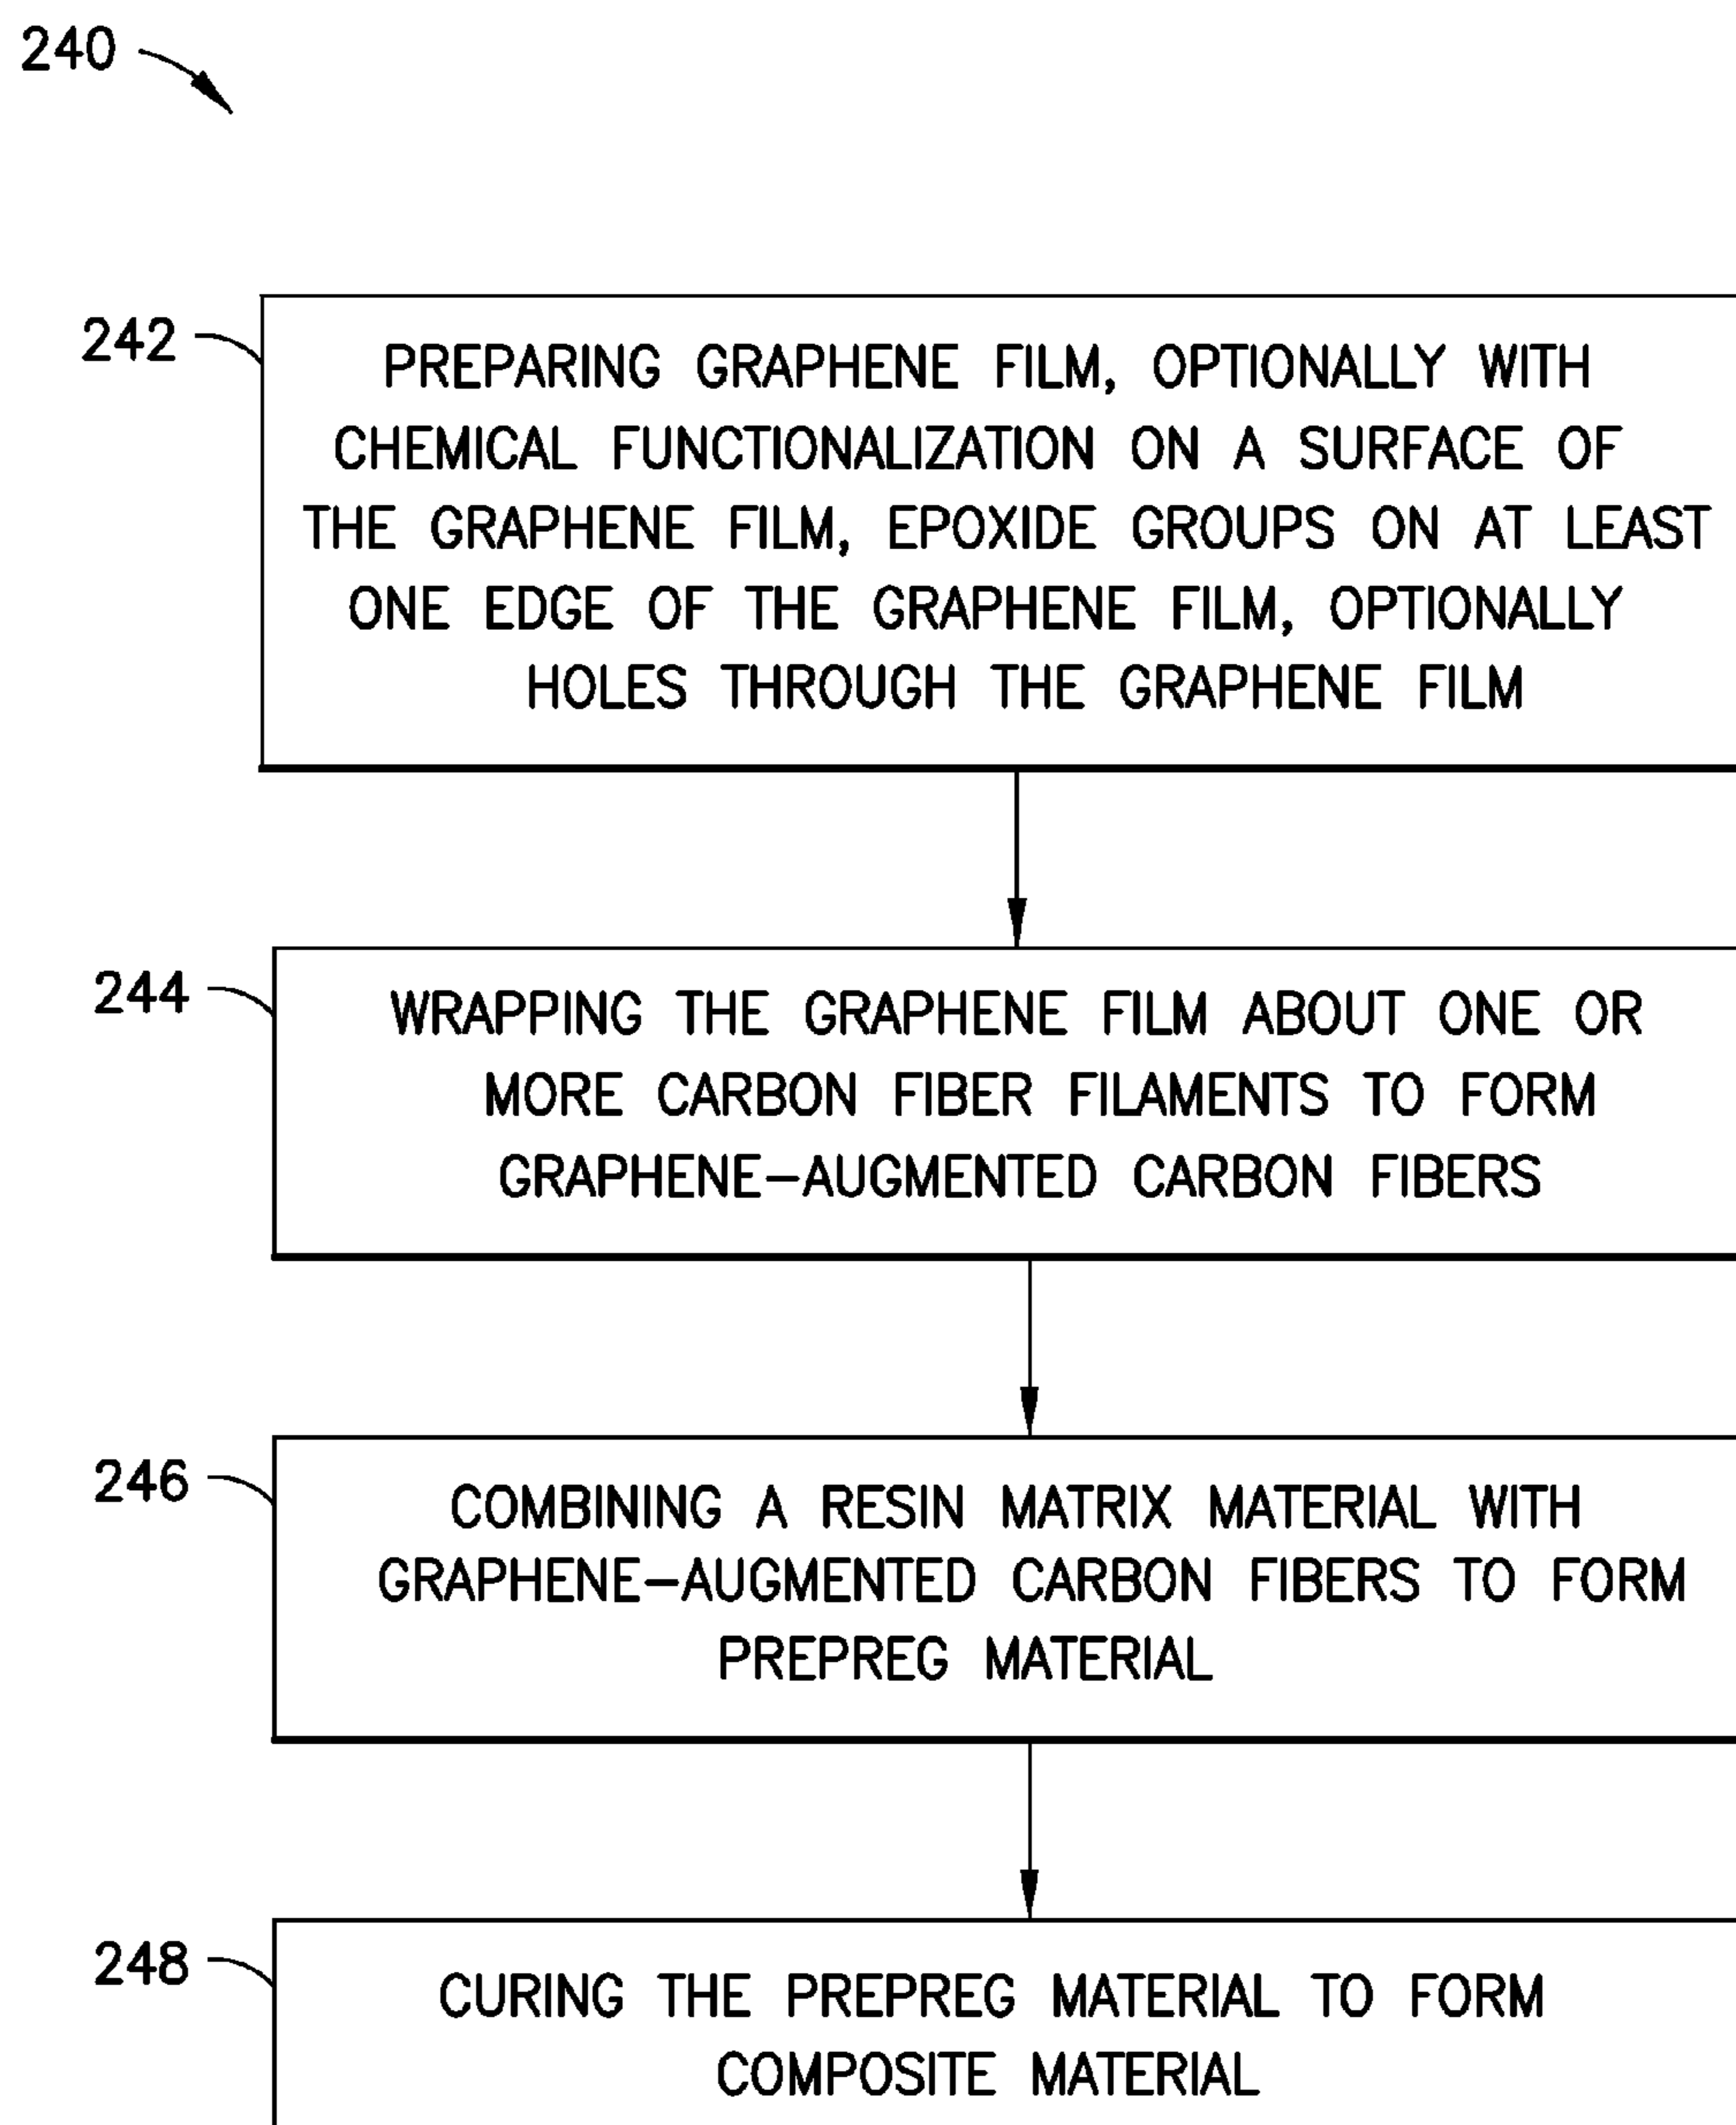 240
242
PREPARING GRAPHENE FILM, OPTIONALLY WITH
CHEMICAL FUNCTIONALIZATION ON A SURFACE OF
THE GRAPHENE FILM, EPOXIDE GROUPS ON AT LEAST
ONE EDGE OF THE GRAPHENE FILM, OPTIONALLY
HOLES THROUGH THE GRAPHENE FILM
244
WRAPPING THE GRAPHENE FILM ABOUT ONE OR
MORE CARBON FIBER FILAMENTS TO FORM
GRAPHENE-AUGMENTED CARBON FIBERS
246
COMBINING A RESIN MATRIX MATERIAL WITH
GRAPHENE-AUGMENTED CARBON FIBERS TO FORM
PREPREG MATERIAL
248
CURING THE PREPREG MATERIAL TO FORM
COMPOSITE MATERIAL